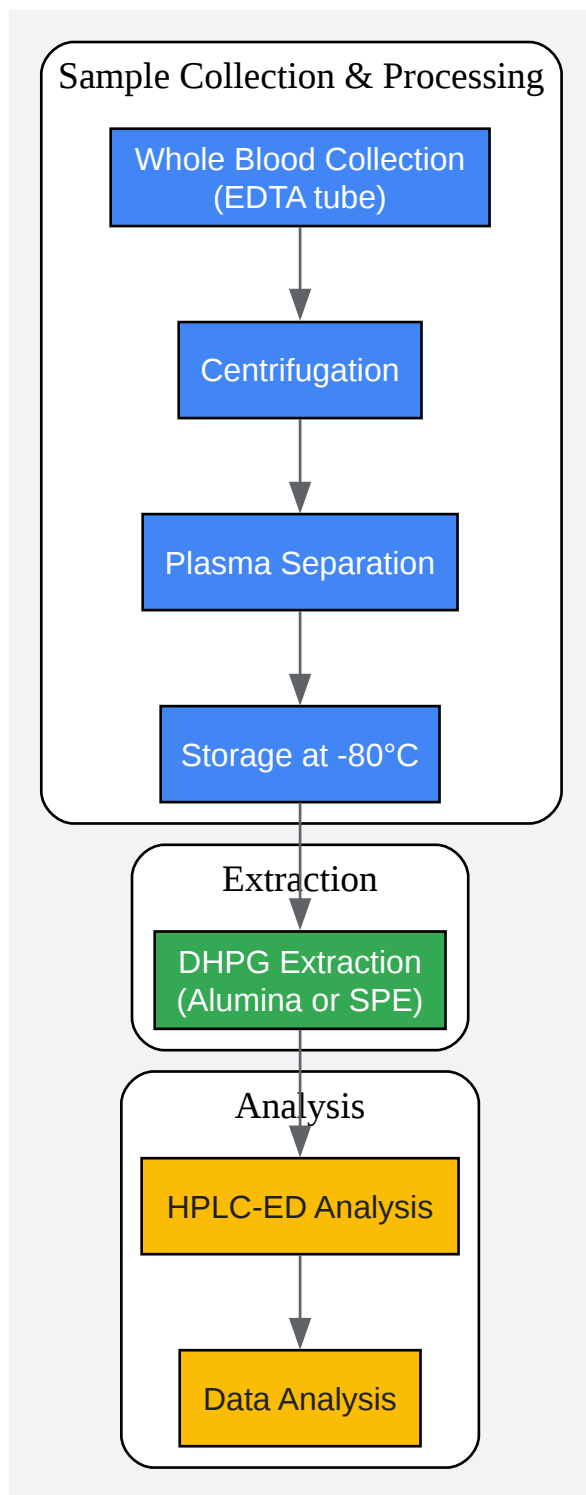 Sample Collection & Processing
Whole Blood Collection
(EDTA tube)
Centrifugation
Plasma Separation
Storage at -80°C
Extraction
DHPG Extraction
(Alumina or SPE)
Analysis
HPLC-ED Analysis
Data Analysis